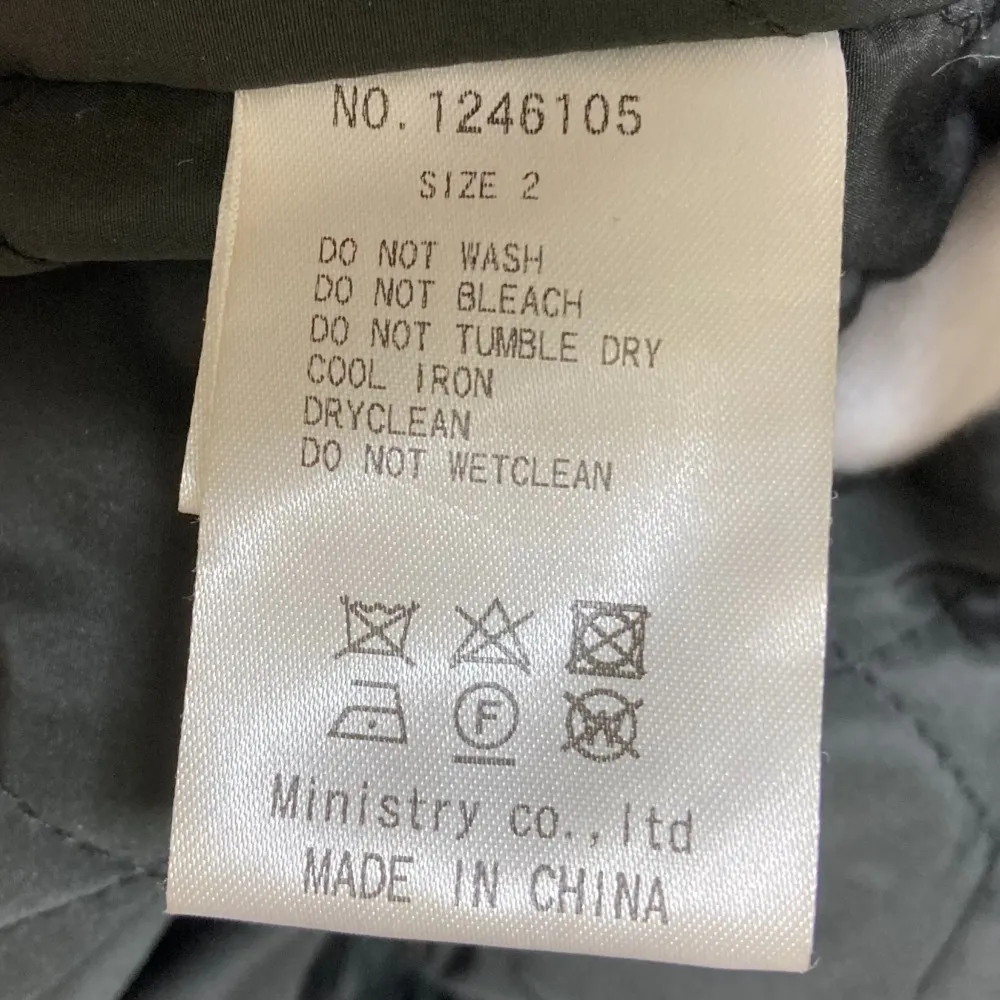 NO. 1246105
SIZE 2
DO NOT WASH
DO NOT BLEACH
DO NOT TUMBLE DRY
COOL IRON
DRYCLEAN
DO NOT WETCLEAN
F W
Ministry co., ltd
MADE IN CHINA